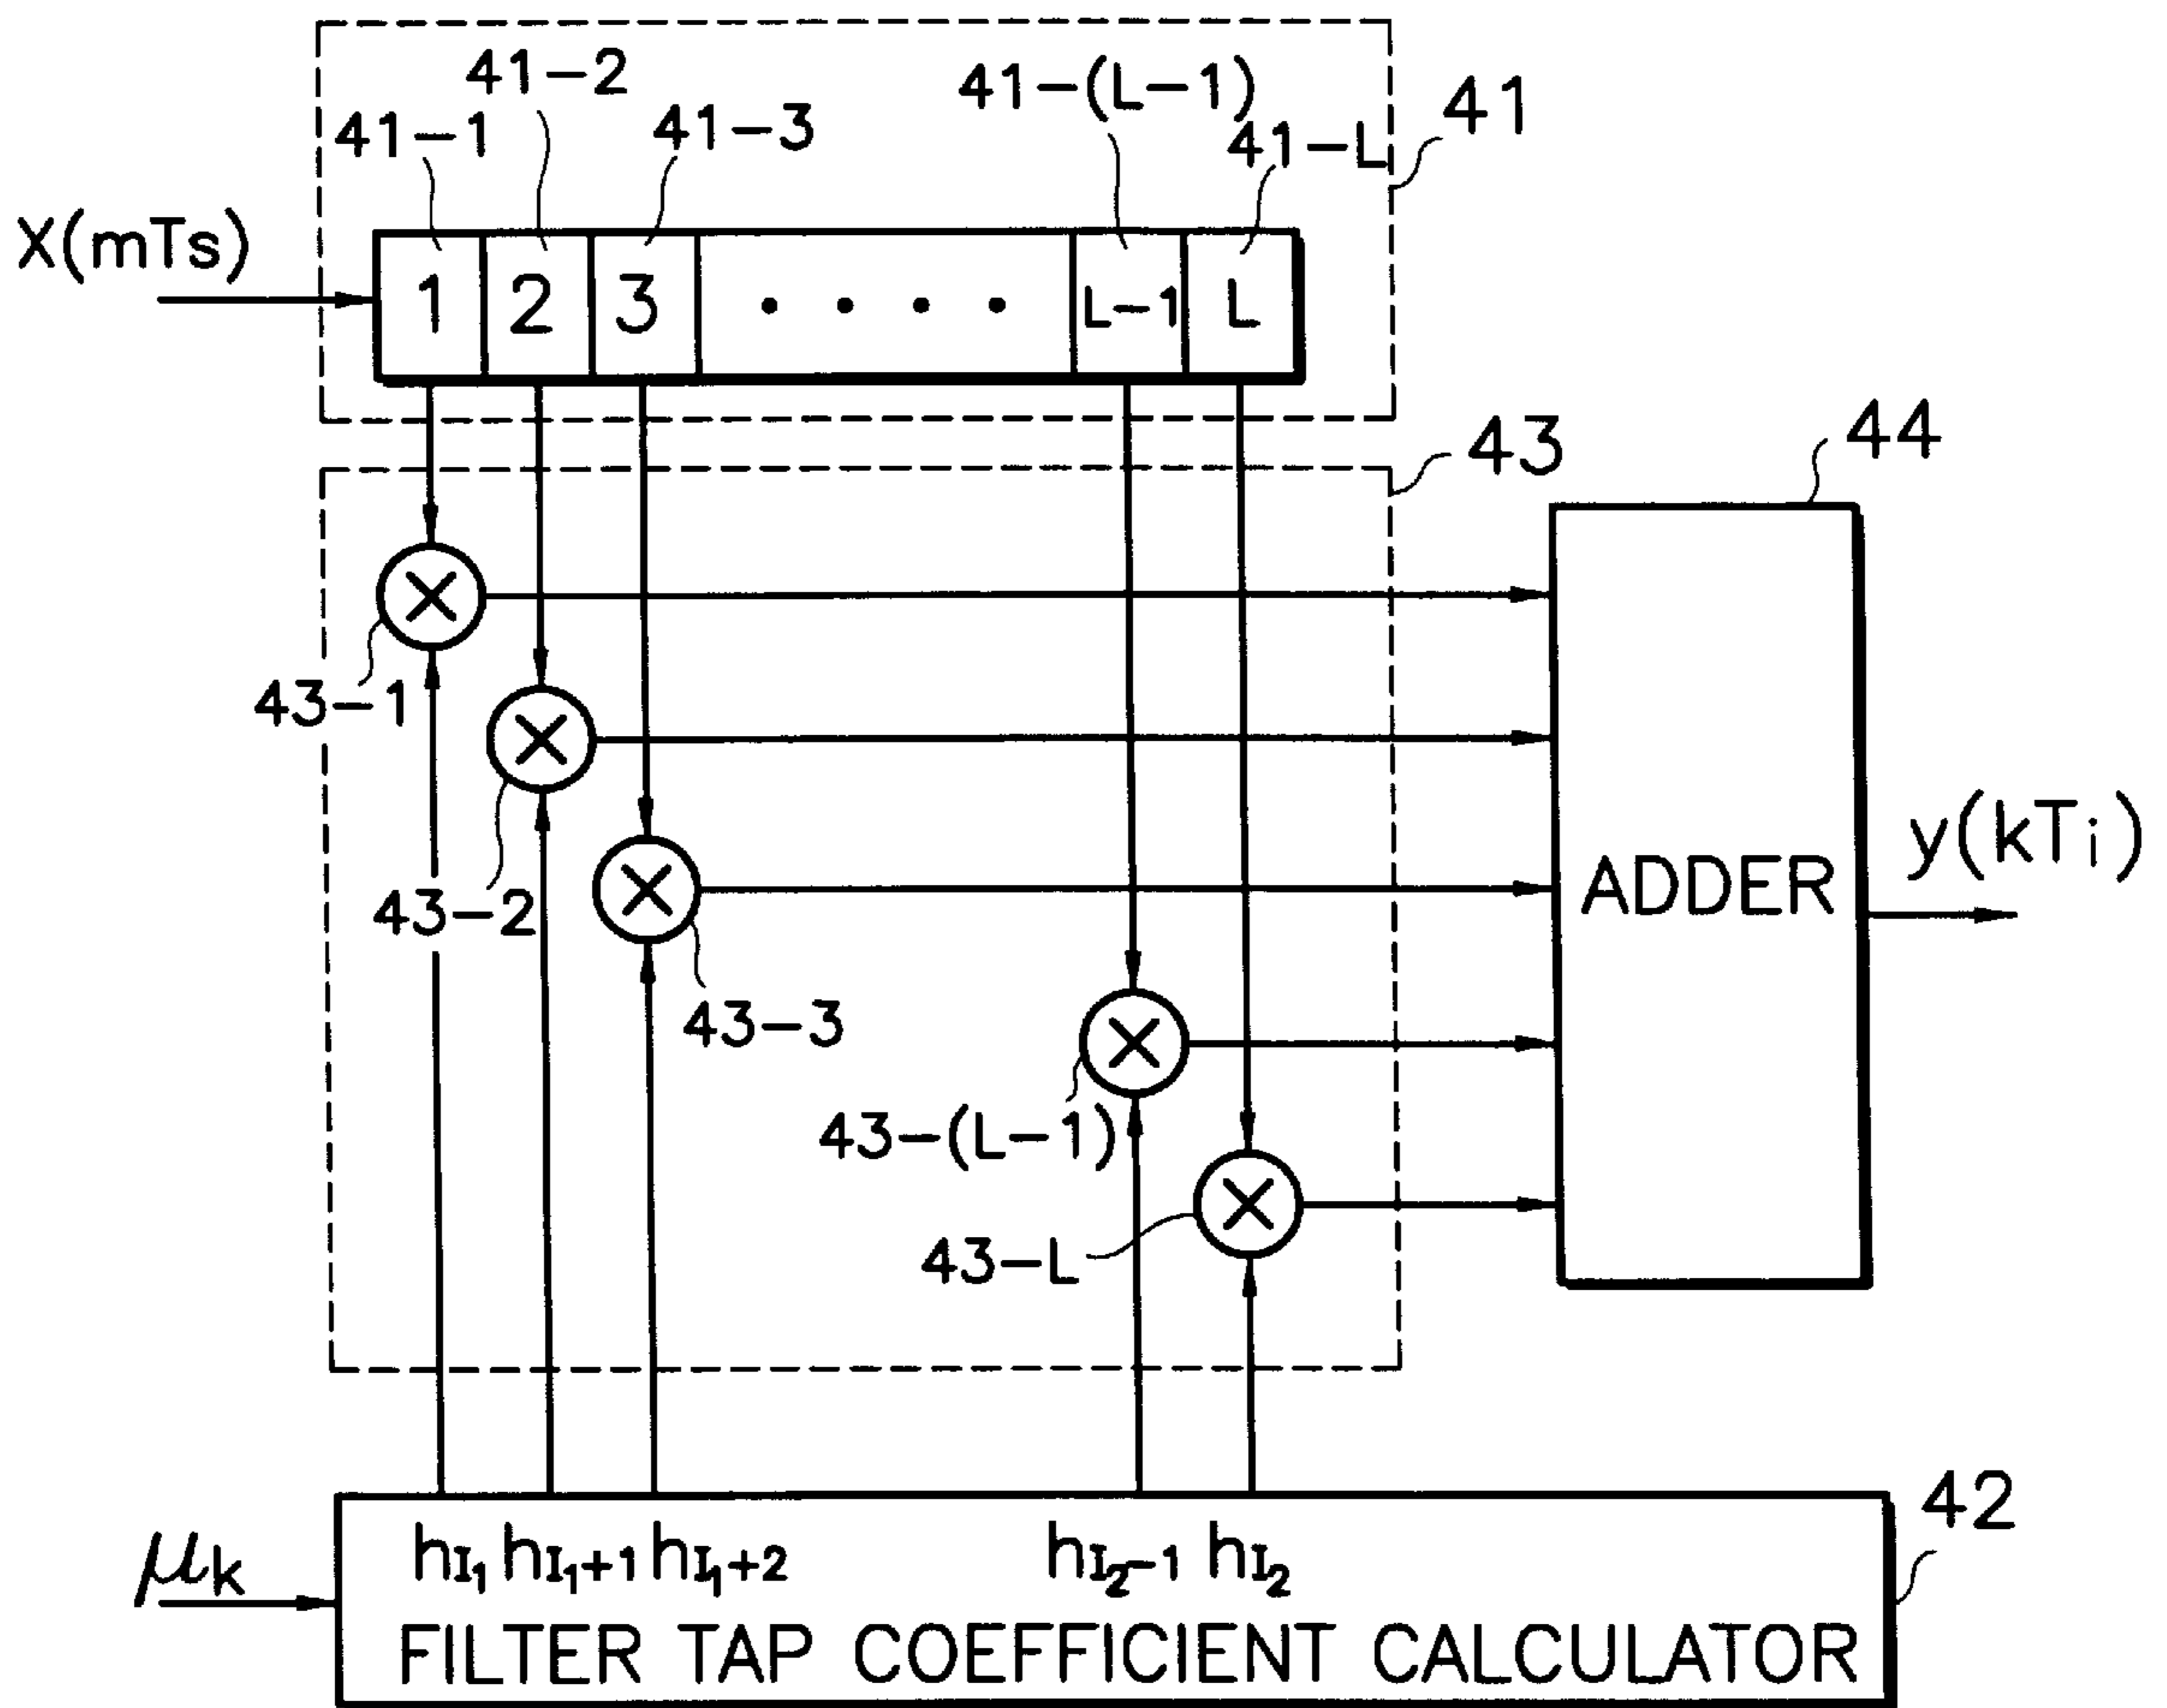 41-2
41-(L-1)
41
41-1
41-3
41-L
X(mTs)
1
2
3
. . . .
L-1
L
43
44
43-1
43-2
y(kTi)
ADDER
43-3
43-(L-1)
43-L
42
μk
hI1 hI1+1 hI1+2 hI2-1 hI2
FILTER TAP COEFFICIENT CALCULATOR